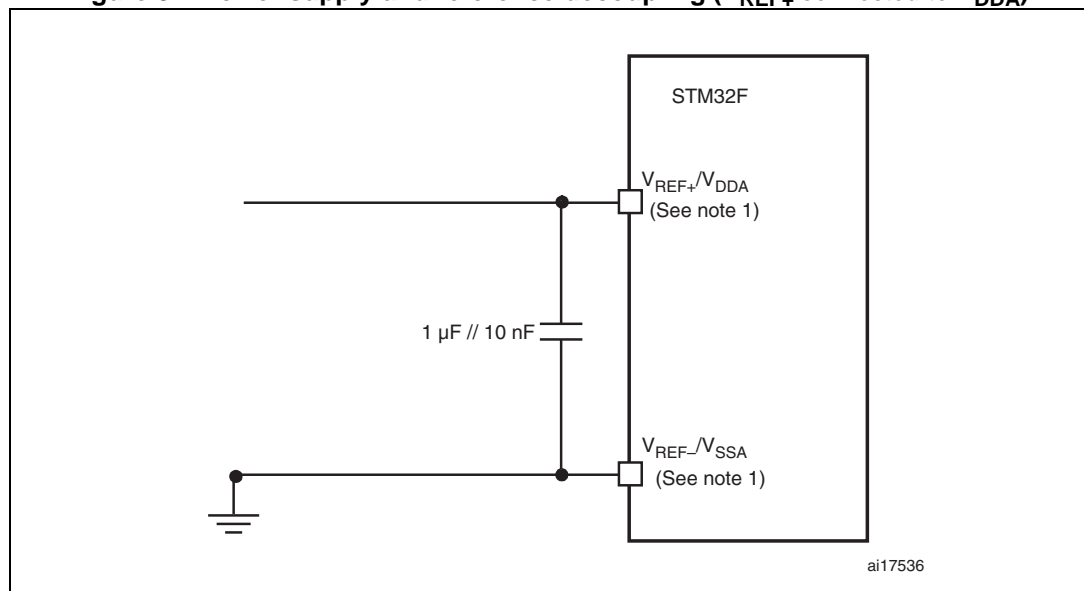 STM32F
VREF+/VDDA
(See note 1)
1 µF // 10 nF
VREF–/VSSA
(See note 1)
ai17536